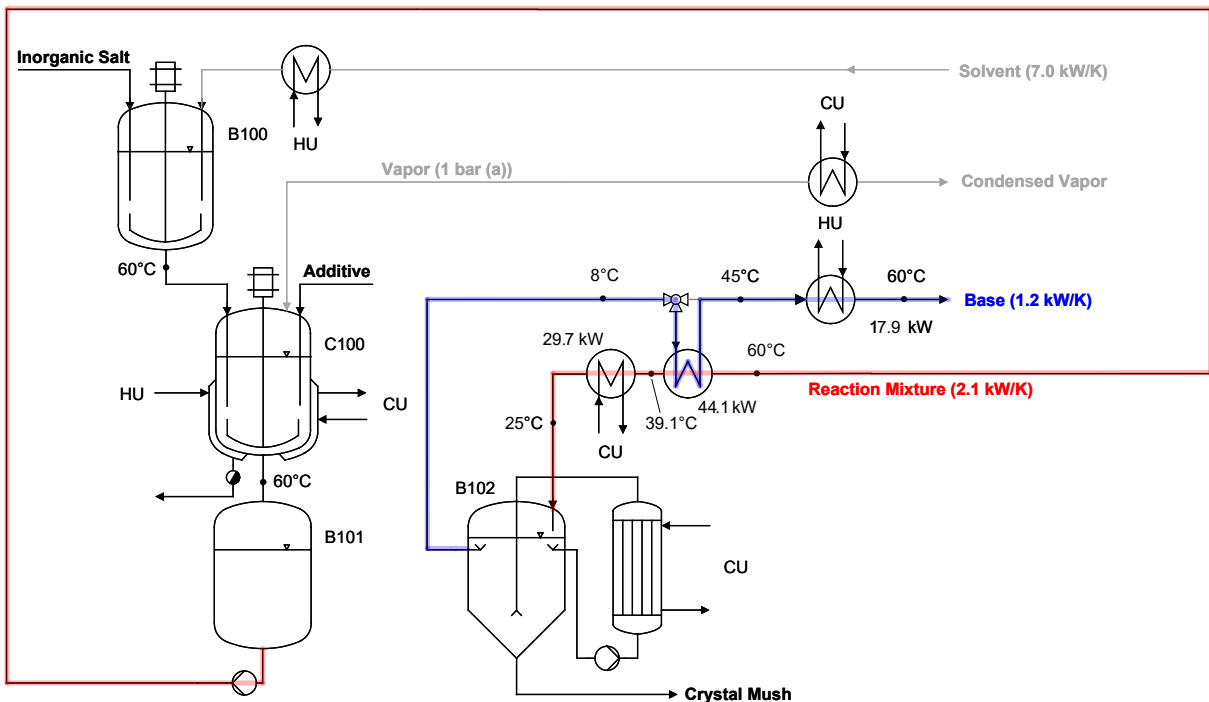 Inorganic Salt
Solvent (7.0 kW/K)
HU
B100
CU
Vapor (1 bar (a))
Condensed Vapor
HU
60°C
Additive
8°C
45°C
60°C
Base (1.2 kW/K)
17.9 kW
C100
29.7 kW
60°C
HU
CU
Reaction Mixture (2.1 kW/K)
44.1 kW
25°C
39.1°C
CU
60°C
B102
B101
CU
Crystal Mush